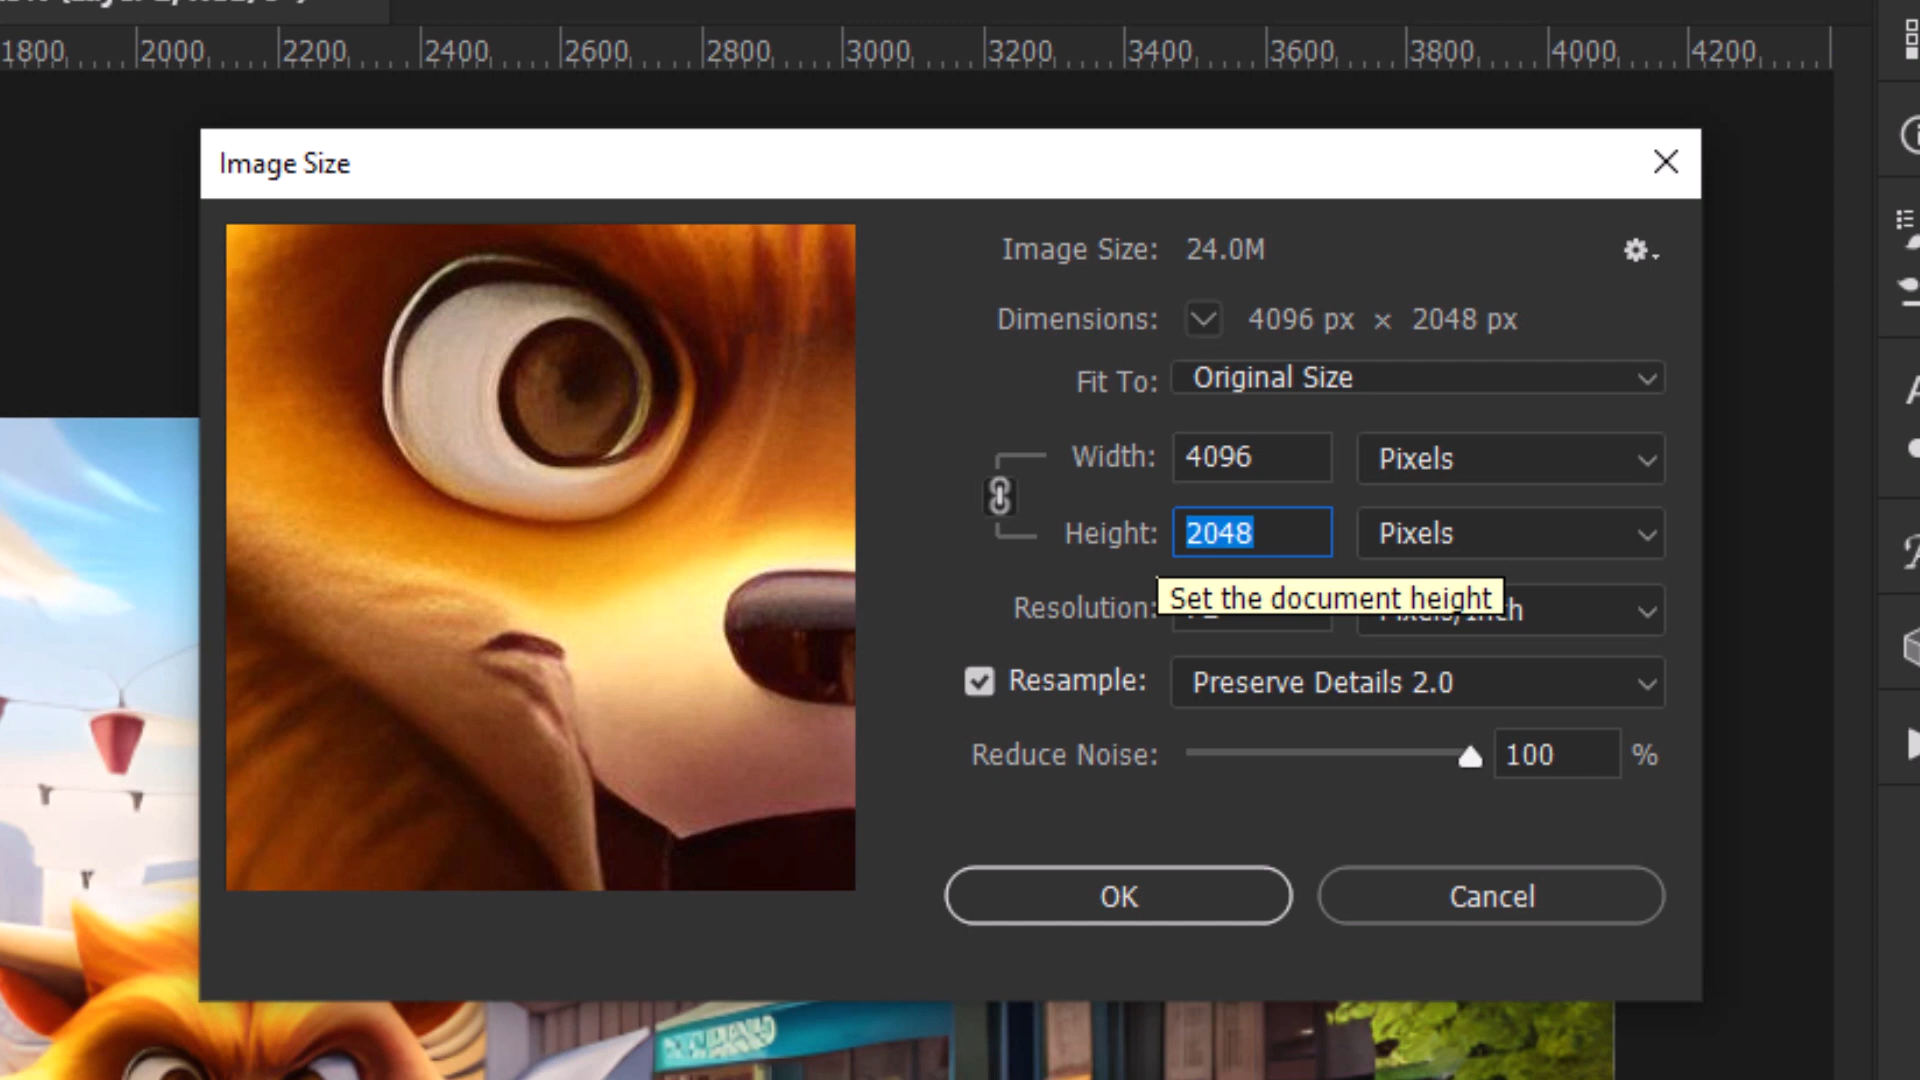 1800 2000 2200 2400 2600 2800 3000 3200 3400 3600 3800 4000 4200
Image Size
Image Size: 24.0M
Dimensions: 4096 px × 2048 px
Fit To: Original Size
Width: 4096 Pixels
Height: 2048 Pixels
Set the document height
Resolution: Pixels/Inch
Resample: Preserve Details 2.0
Reduce Noise: 100 %
OK Cancel